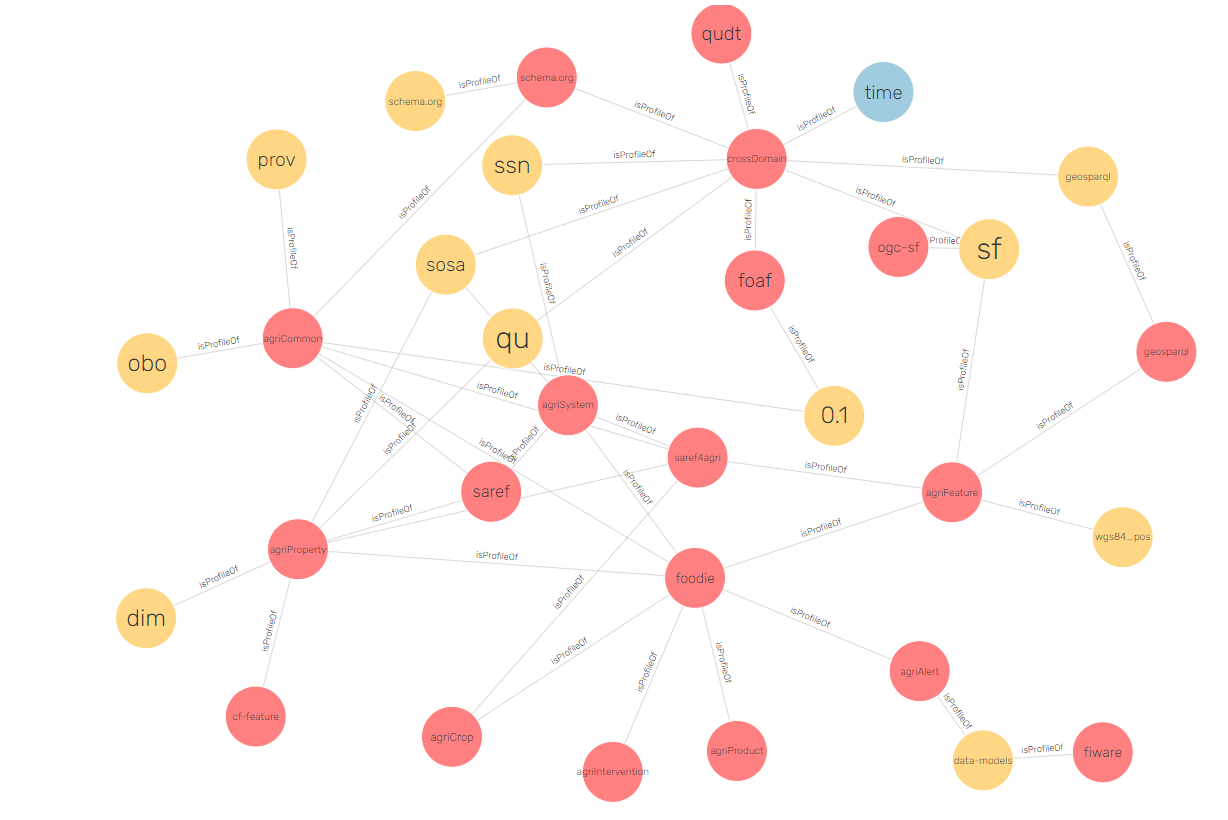 qudt
schema.org
isProfileOf
schema.org
isProfileOf
time
isProfileOf
isProfileOf
isProfileOf
prov
ssn
isProfileOf
crossDomain
isProfileOf
geosparql
isProfileOf
isProfileOf
isProfileOf
isProfileOf
isProfileOf
isProfileOf
sosa
isProfileOf
foaf
ogc-sf
ProfileO
sf
isProfileOf
isProfileOf
agriCommon
isProfileOf
qu
isProfileOf
geosparql
obo
isProfileOf
isProfileOf
isProfileOf
isProfileOf
isProfileOf
agriSystem
0.1
isProfileOf
isProfileOf
isProfileOf
isProfileOf
isProfileOf
isProfileOf
saref4agri
isProfileOf
saref
isProfileOf
agriFeature
isProfileOf
isProfileOf
isProfileOf
wgs84_pos
agriProperty
isProfileOf
foodie
isProfileOf
isProfileOf
dim
isProfileOf
isProfileOf
isProfileOf
isProfileOf
isProfileOf
agriAlert
cf-feature
isProfileOf
agriCrop
agriProduct
data-models
isProfileOf
fiware
agriIntervention